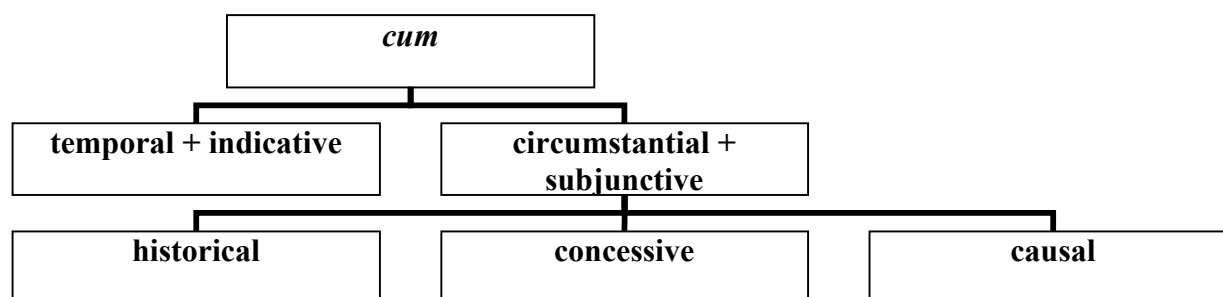 cum
temporal + indicative
circumstantial +
subjunctive
historical
concessive
causal